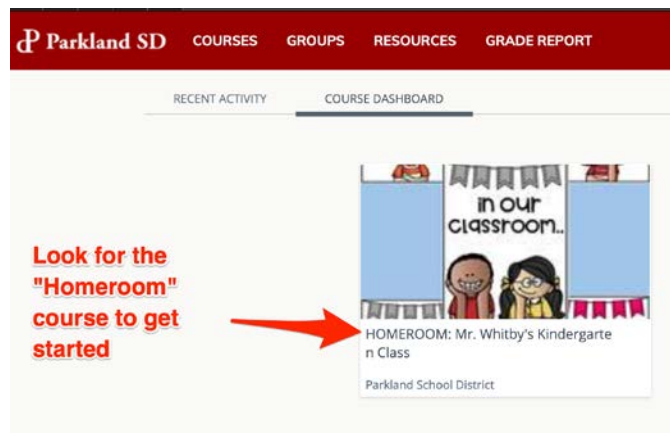 Parkland SD COURSES GROUPS RESOURCES GRADE REPORT
RECENT ACTIVITY COURSE DASHBOARD
in our
classroom..
Look for the
"Homeroom"
course to get
started
HOMEROOM: Mr. Whitby's Kindergarte
n Class
Parkland School District